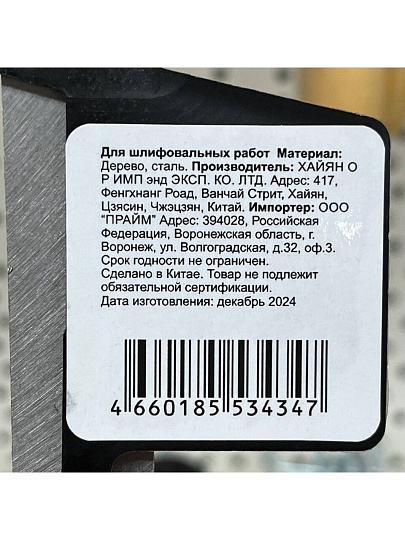 Для шлифовальных работ Материал:
Дерево, сталь. Производитель: ХАЙЯН О
Р ИМП энд ЭКСП. КО. ЛТД. Адрес: 417,
Фенгхнанг Роад, Ванчай Стрит, Хайян,
Цзясин, Чжэцзян, Китай. Импортер: ООО
"ПРАЙМ" Адрес: 394028, Российская
Федерация, Воронежская область, г.
Воронеж, ул. Волгоградская, д.32, оф.3.
Срок годности не ограничен.
Сделано в Китае. Товар не подлежит
обязательной сертификации.
Дата изготовления: декабрь 2024
4 660185 534347